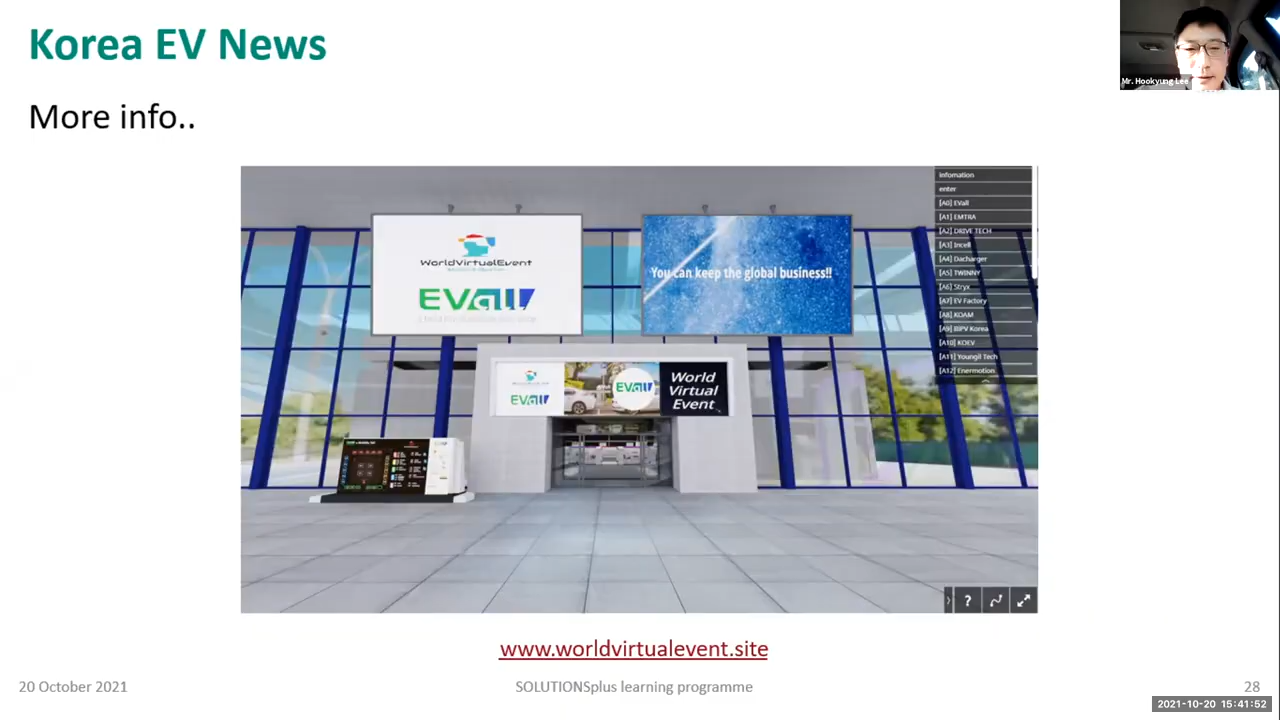 Korea EV News
Mr. Hookyung Lee
More info..
Infomation
enter
[A0] EVall
[A1] EMTRA
[A2] DRIVE TECH
[A3] Incell
[A4] Dacharger
[A5] TWINNY
[A6] Stryx
[A7] EV Factory
[A8] KOAM
[A9] BIPV Korea
[A10] KOEV
[A11] Youngil Tech
[A12] Enermotion
WorldVirtualEvent
EVall
You can keep the global business!!
EVall
EVall
World
Virtual
Event
?
www.worldvirtualevent.site
20 October 2021
SOLUTIONSplus learning programme
28
2021-10-20 15:41:52